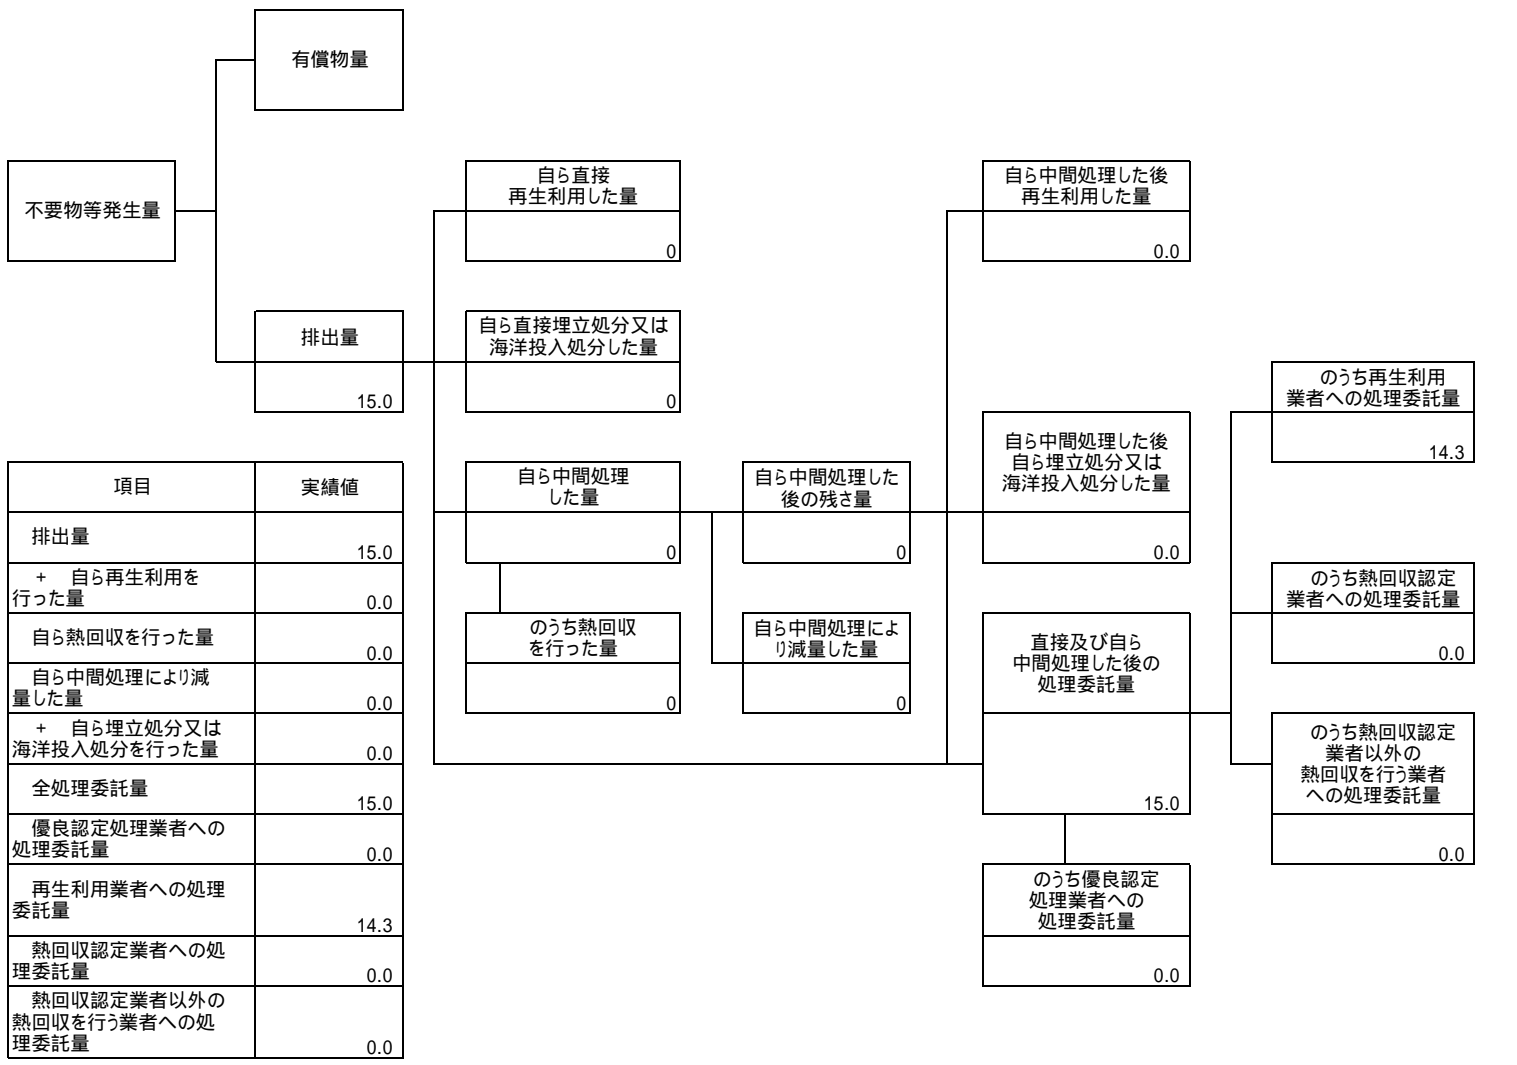 有償物量
不要物等発生量
自ら直接
再生利用した量
0
自ら中間処理した後
再生利用した量
0.0
排出量
15.0
自ら直接埋立処分又は
海洋投入処分した量
0
のうち再生利用
業者への処理委託量
14.3
自ら中間処理
した量
0
自ら中間処理した
後の残さ量
0
自ら中間処理した後
自ら埋立処分又は
海洋投入処分した量
0.0
のうち熱回収認定
業者への処理委託量
0.0
のうち熱回収
を行った量
0
自ら中間処理によ
り減量した量
0
直接及び自ら
中間処理した後の
処理委託量
15.0
のうち熱回収認定
業者以外の
熱回収を行う業者
への処理委託量
0.0
のうち優良認定
処理業者への
処理委託量
0.0
項目 実績値
排出量
15.0
+ 自ら再生利用を
行った量
0.0
自ら熱回収を行った量
0.0
自ら中間処理により減
量した量
0.0
+ 自ら埋立処分又は
海洋投入処分を行った量
0.0
全処理委託量
15.0
優良認定処理業者への
処理委託量
0.0
再生利用業者への処理
委託量
14.3
熱回収認定業者への処
理委託量
0.0
熱回収認定業者以外の
熱回収を行う業者への処
理委託量
0.0